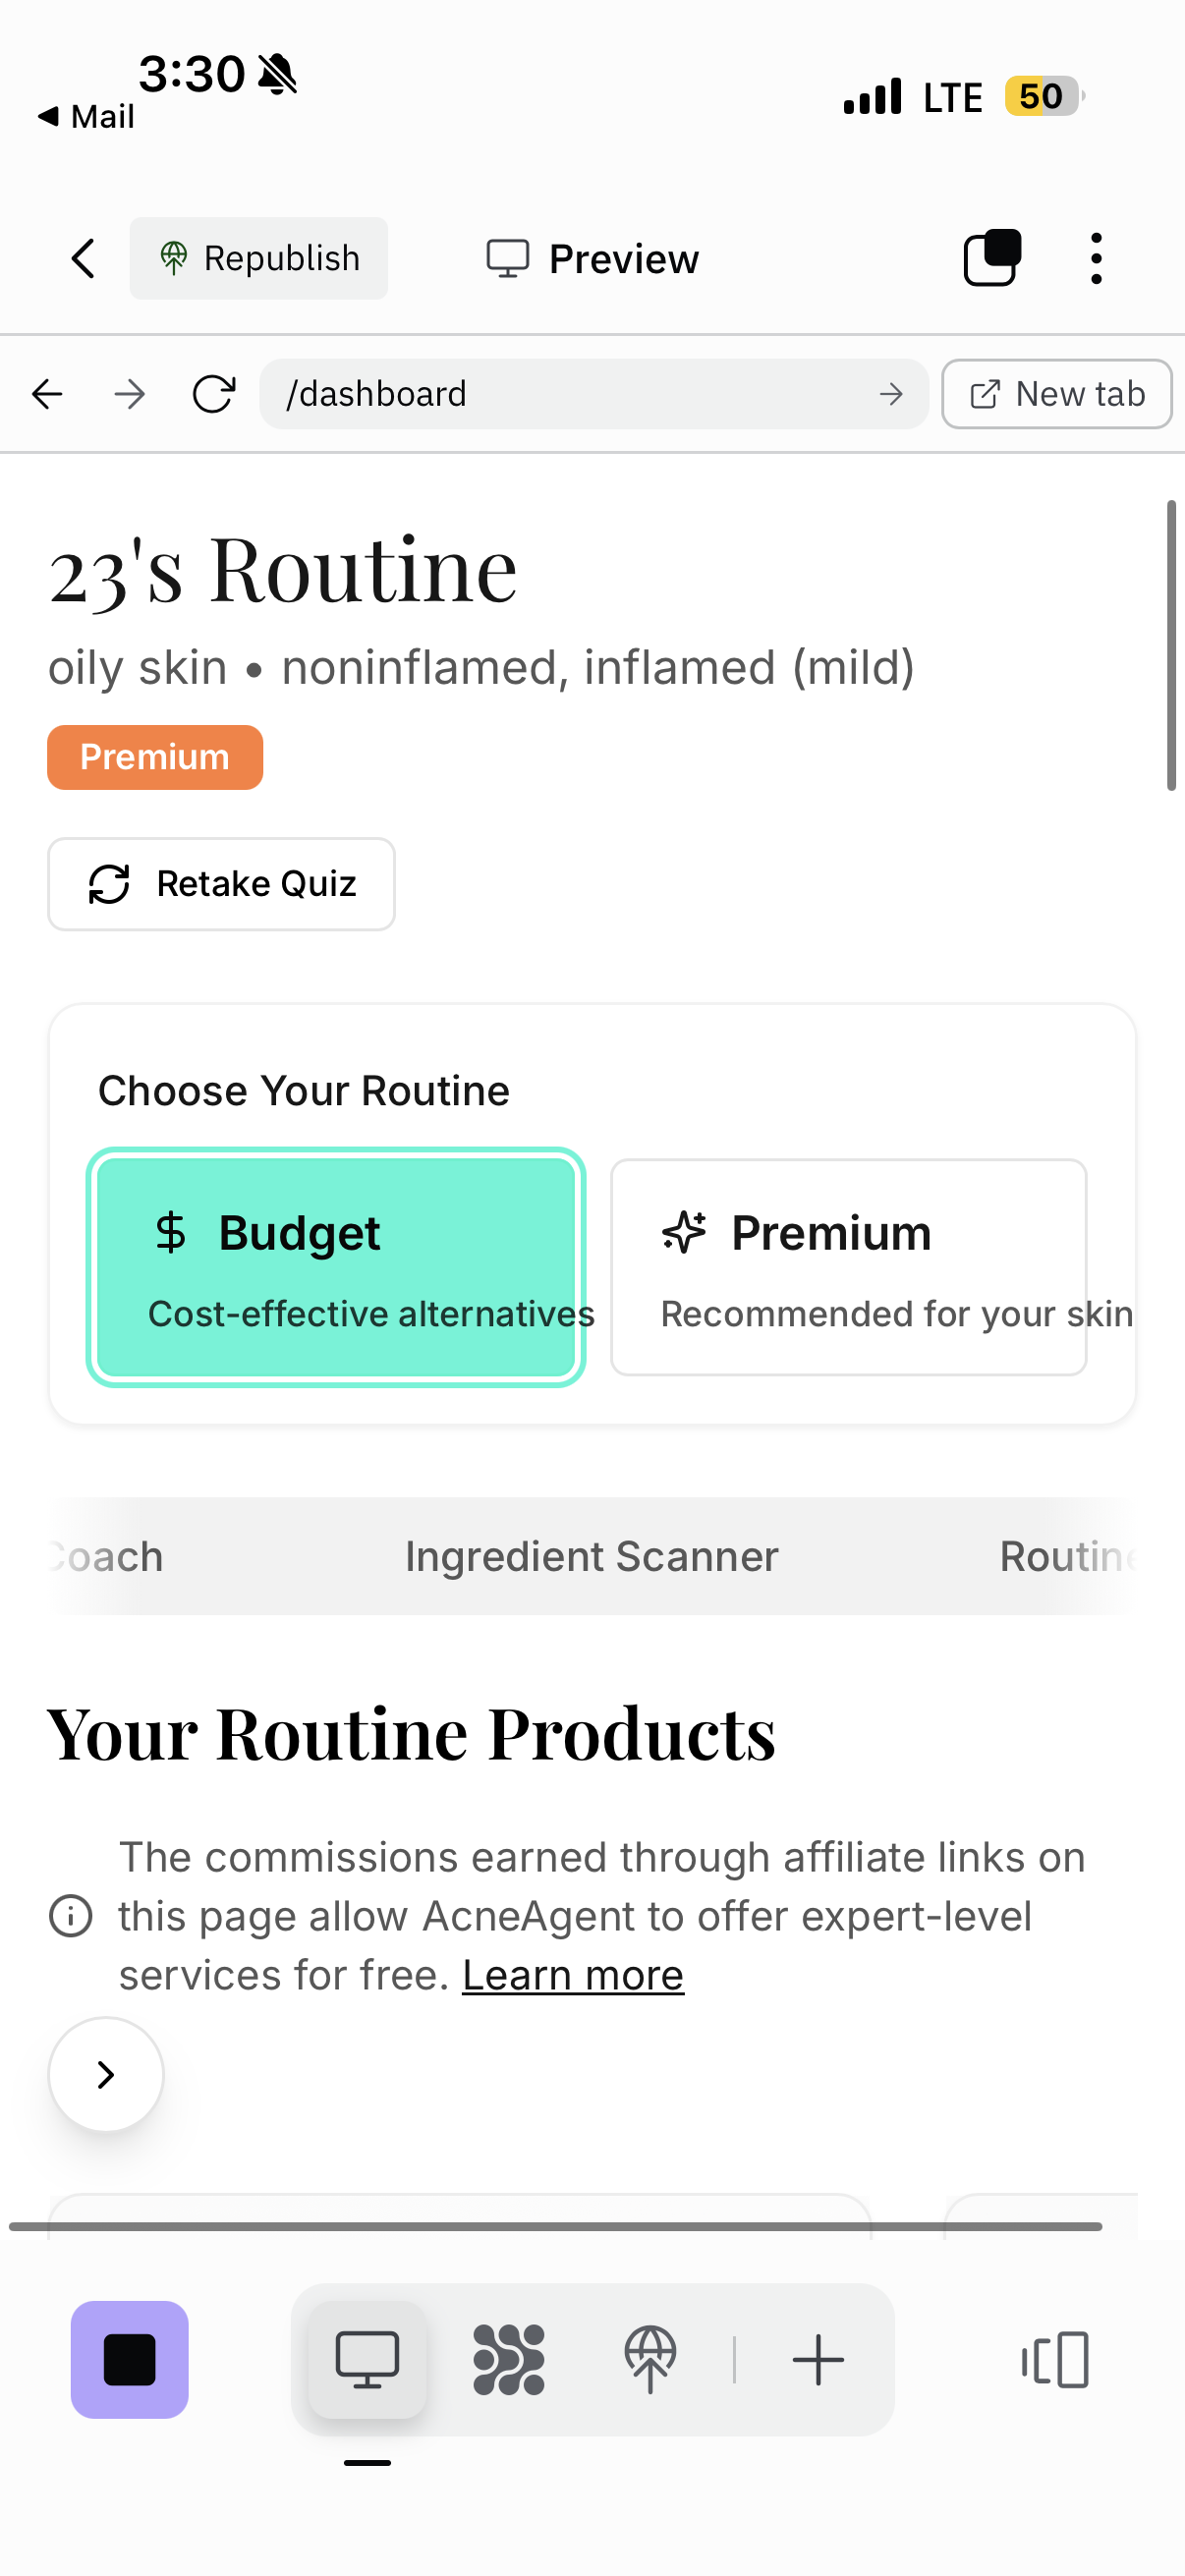 3:30
Mail
LTE
50
Republish
Preview
/dashboard
New tab
23's Routine
oily skin • noninflamed, inflamed (mild)
Premium
Retake Quiz
Choose Your Routine
Budget
Cost-effective alternatives
Premium
Recommended for your skin
Coach
Ingredient Scanner
Routine
Your Routine Products
The commissions earned through affiliate links on
this page allow AcneAgent to offer expert-level
services for free. Learn more